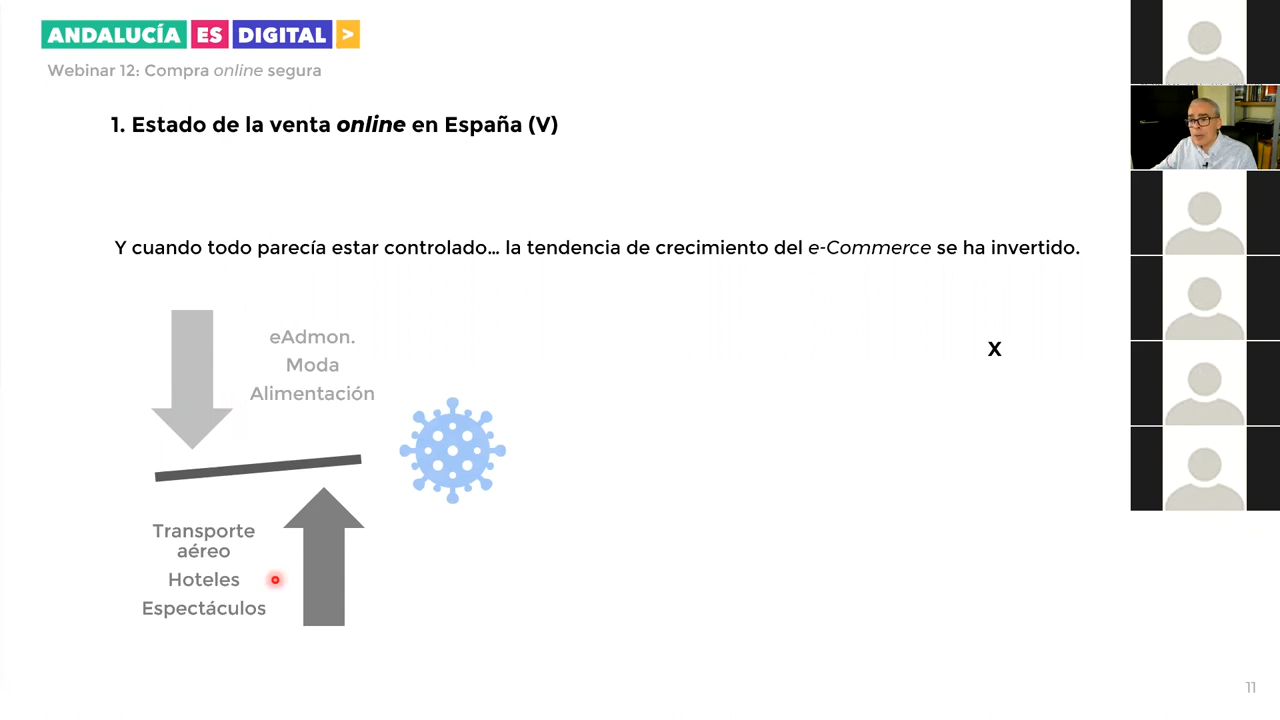 ANDALUCÍA ES DIGITAL >
Webinar 12: Compra online segura
1. Estado de la venta online en España (V)
Y cuando todo parecía estar controlado... la tendencia de crecimiento del e-Commerce se ha invertido.
eAdmon.
Moda
Alimentación
X
Transporte
aéreo
Hoteles
Espectáculos
11